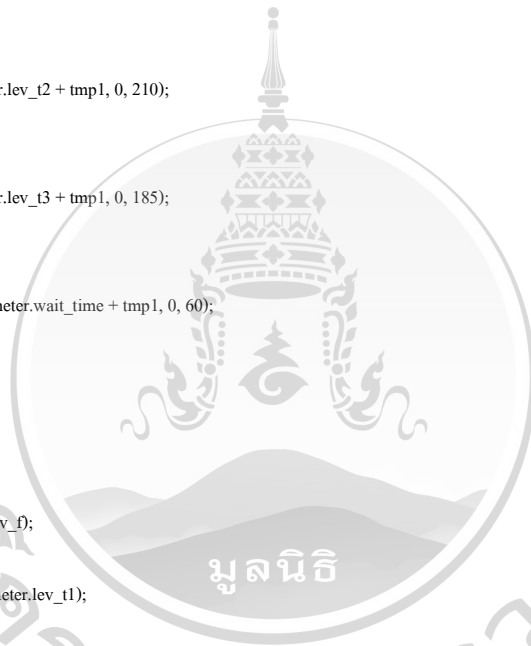 r.lev_t2 + tmp1, 0, 210);
r.lev_t3 + tmp1, 0, 185);
neter.wait_time + tmp1, 0, 60);
v_f);
neter.lev_t1);
มูลนิธิ